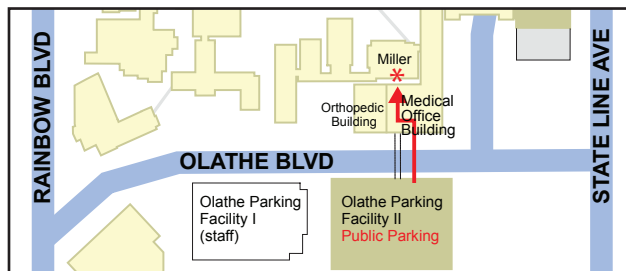 RAINBOW BLVD
Miller
*
Orthopedic
Building
Medical
Office
Building
OLATHE BLVD
STATE LINE AVE
Olathe Parking
Facility I
(staff)
Olathe Parking
Facility II
Public Parking